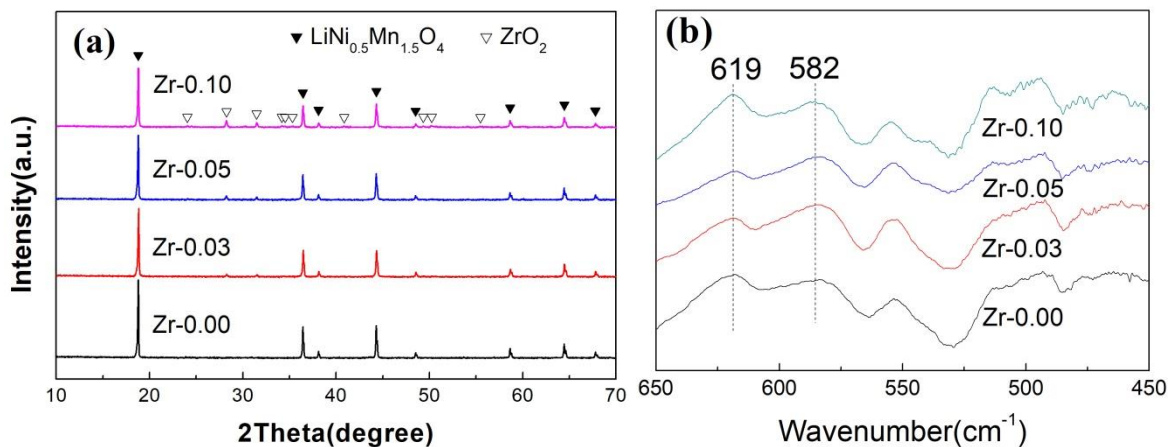 (a)
▼ LiNi0.5Mn1.5O4 ▽ ZrO2
Zr-0.10
Zr-0.05
Zr-0.03
Zr-0.00
Intensity(a.u.)
10 20 30 40 50 60 70
2Theta(degree)
(b)
619 582
Zr-0.10
Zr-0.05
Zr-0.03
Zr-0.00
650 600 550 500 450
Wavenumber(cm-1)